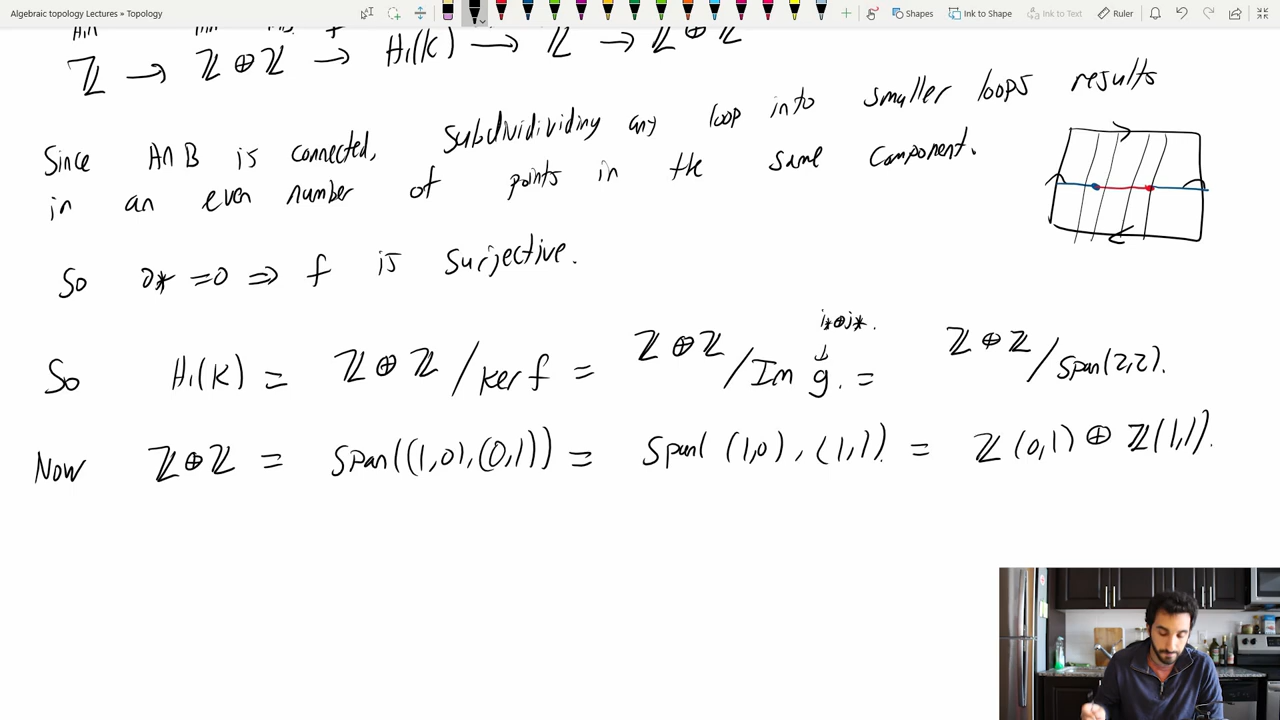 Algebraic topology Lectures » Topology
Shapes Ink to Shape Ink to Text Ruler
ℤ → ℤ ⊕ ℤ → H₁(K) → ℤ → ℤ ⊕ ℤ
Since A∩B is connected, Subdividividing any loop into smaller loops results
in an even number of points in the same component.
So ∂* = 0 ⇒ f is surjective.
i*⊕j*.
So H₁(K) = ℤ ⊕ ℤ / ker f = ℤ ⊕ ℤ / Im g. = ℤ ⊕ ℤ / Span(2,2).
Now ℤ⊕ℤ = Span((1,0),(0,1)) = Span( (1,0), (1,1). = ℤ(0,1) ⊕ ℤ(1,1).